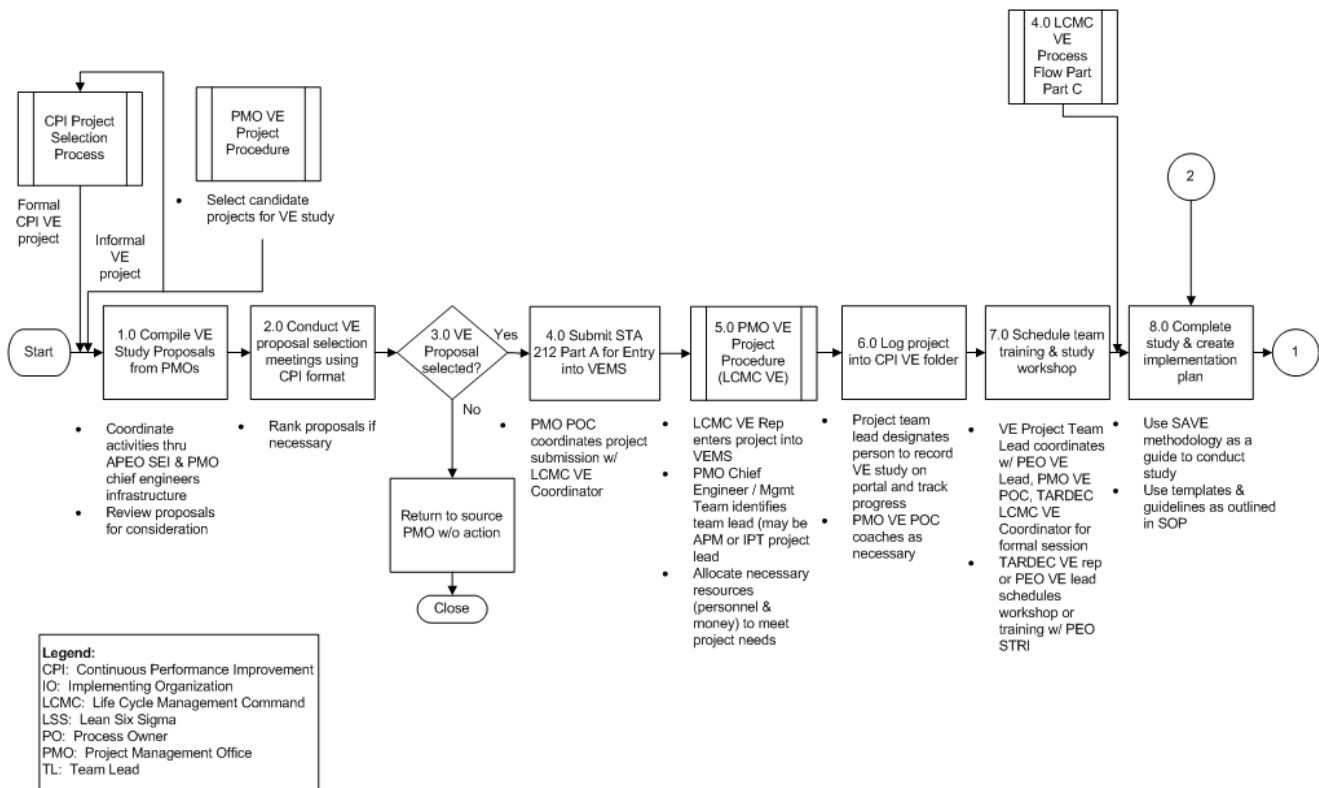 4.0 LCMC
VE
Process
Flow Part
Part C
CPI Project
Selection
Process
PMO VE
Project
Procedure
2
Formal
CPI VE
project
Informal
VE
project
• Select candidate
projects for VE study
Start
1.0 Compile VE
Study Proposals
from PMOs
2.0 Conduct VE
proposal selection
meetings using
CPI format
3.0 VE
Proposal
selected?
Yes
No
4.0 Submit STA
212 Part A for Entry
into VEMS
5.0 PMO VE
Project
Procedure
(LCMC VE)
6.0 Log project
into CPI VE folder
7.0 Schedule team
training & study
workshop
8.0 Complete
study & create
implementation
plan
1
• Coordinate
activities thru
APEO SEI & PMO
chief engineers
infrastructure
• Review proposals
for consideration
• Rank proposals if
necessary
Return to source
PMO w/o action
Close
• PMO POC
coordinates project
submission w/
LCMC VE
Coordinator
• LCMC VE Rep
enters project into
VEMS
• PMO Chief
Engineer / Mgmt
Team identifies
team lead (may be
APM or IPT project
lead
• Allocate necessary
resources
(personnel &
money) to meet
project needs
• Project team
lead designates
person to record
VE study on
portal and track
progress
• PMO VE POC
coaches as
necessary
• VE Project Team
Lead coordinates
w/ PEO VE
Lead, PMO VE
POC, TARDEC
LCMC VE
Coordinator for
formal session
• TARDEC VE rep
or PEO VE lead
schedules
workshop or
training w/ PEO
STRI
• Use SAVE
methodology as a
guide to conduct
study
• Use templates &
guidelines as outlined
in SOP
Legend:
CPI: Continuous Performance Improvement
IO: Implementing Organization
LCMC: Life Cycle Management Command
LSS: Lean Six Sigma
PO: Process Owner
PMO: Project Management Office
TL: Team Lead